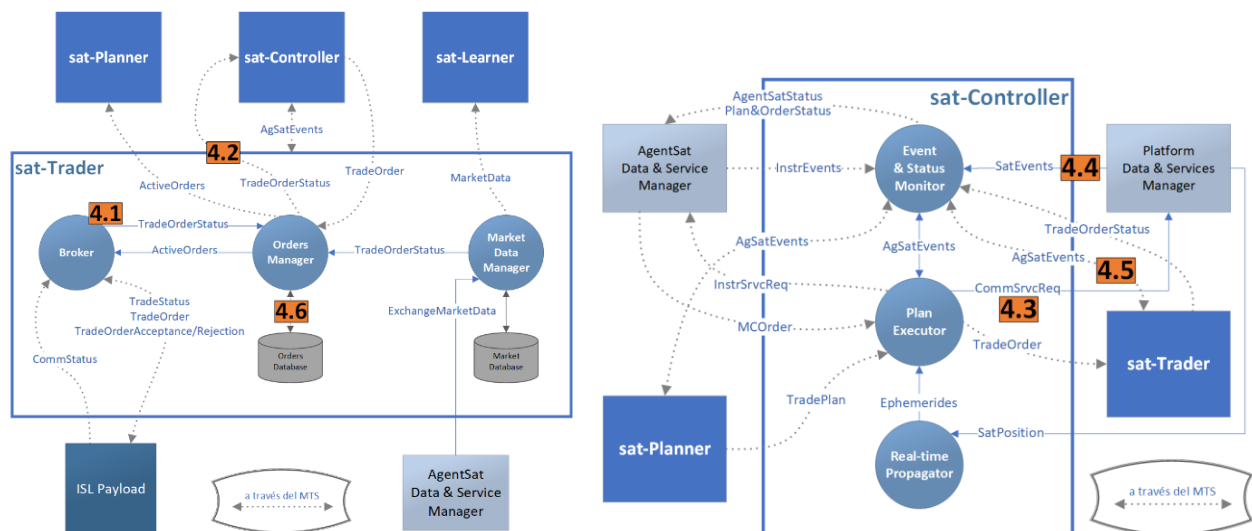 sat-Planner
sat-Controller
sat-Learner
AgSatEvents
4.2
sat-Trader
ActiveOrders
TradeOrderStatus
TradeOrder
MarketData
4.1
TradeOrderStatus
Broker
ActiveOrders
Orders
Manager
TradeOrderStatus
Market
Data
Manager
4.6
TradeStatus
TradeOrder
TradeOrderAcceptance/Rejection
ExchangeMarketData
CommStatus
Orders
Database
Market
Database
ISL Payload
a través del MTS
AgentSat
Data & Service
Manager
sat-Controller
AgentSatStatus
Plan&OrderStatus
AgentSat
Data & Service
Manager
InstrEvents
Event
& Status
Monitor
SatEvents
4.4
Platform
Data & Services
Manager
TradeOrderStatus
AgSatEvents
AgSatEvents
AgSatEvents
4.5
InstrSrvcReq
CommSrvcReq
4.3
MCOrder
Plan
Executor
TradeOrder
sat-Trader
TradePlan
Ephemerides
sat-Planner
SatPosition
Real-time
Propagator
a través del MTS